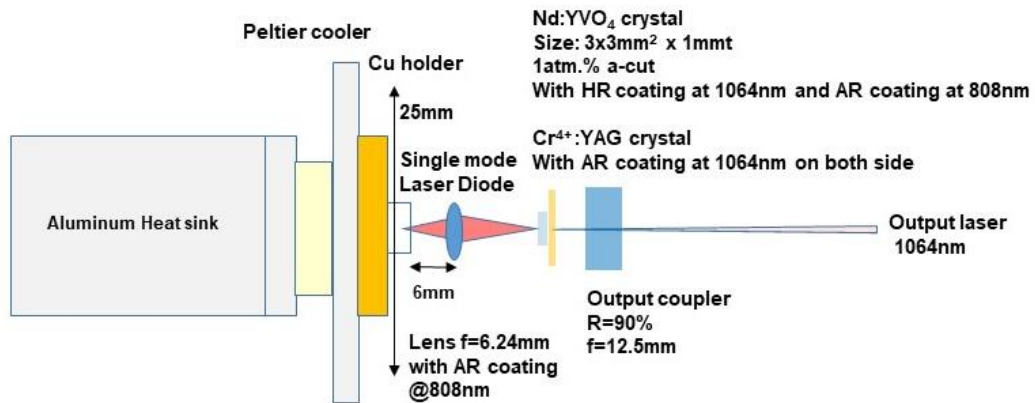 Peltier cooler
Cu holder
25mm
Single mode
Laser Diode
Aluminum Heat sink
6mm
Lens f=6.24mm
with AR coating
@808nm
Nd:YVO₄ crystal
Size: 3x3mm² x 1mmt
1atm.% a-cut
With HR coating at 1064nm and AR coating at 808nm
Cr⁴⁺:YAG crystal
With AR coating at 1064nm on both side
Output laser
1064nm
Output coupler
R=90%
f=12.5mm